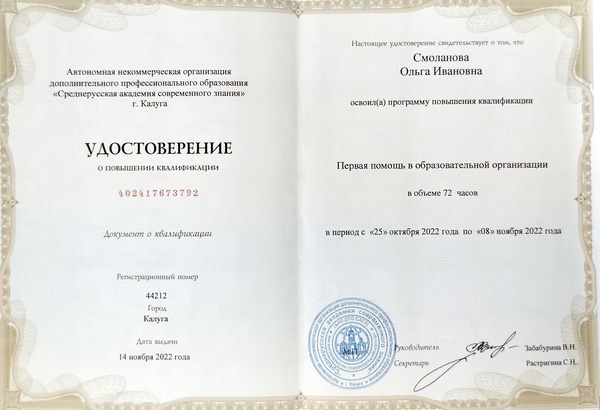 Автономная некоммерческая организация
дополнительного профессионального образования
«Среднерусская академия современного знания»
г. Калуга
УДОСТОВЕРЕНИЕ
О ПОВЫШЕНИИ КВАЛИФИКАЦИИ
402417673792
Документ о квалификации
Регистрационный номер
44212
Город
Калуга
Дата выдачи
14 ноября 2022 года
Настоящее удостоверение свидетельствует о том, что
Смоланова
Ольга Ивановна
освоил(а) программу повышения квалификации
Первая помощь в образовательной организации
в объеме 72 часов
в период с «25» октября 2022 года по «08» ноября 2022 года
Руководитель Забабурина В.Н.
Секретарь Растригина С.Н.